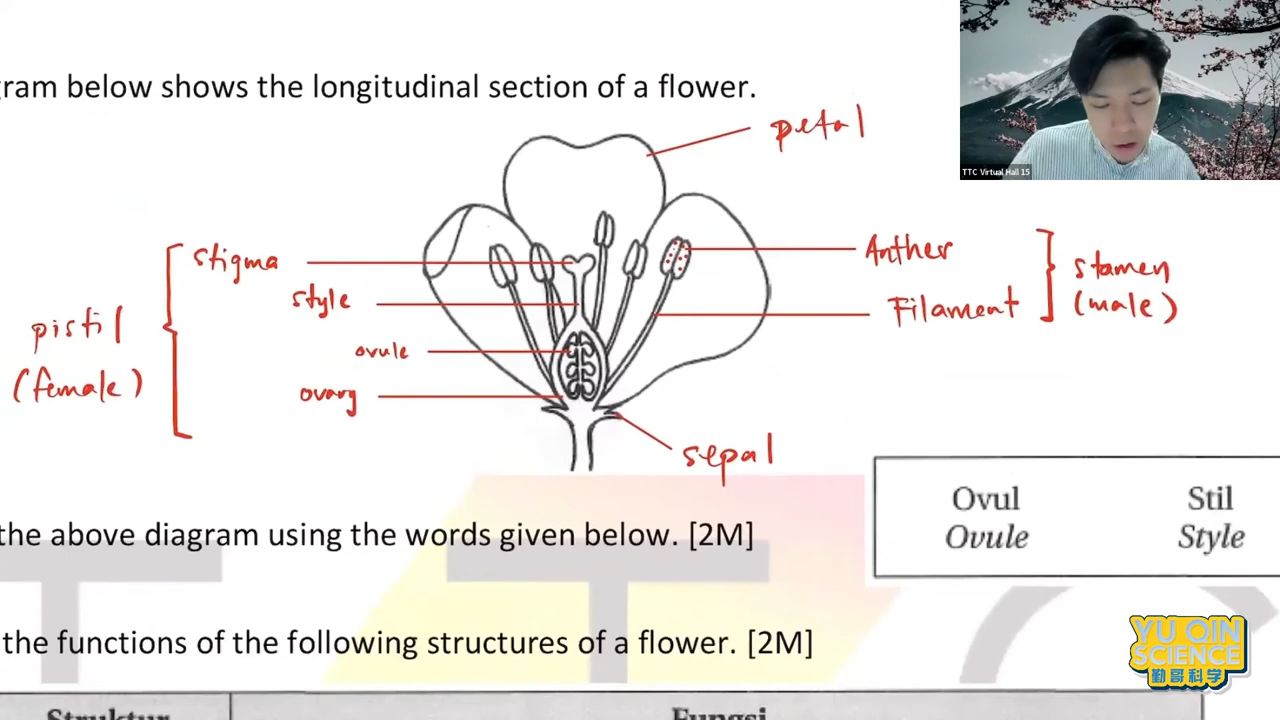 gram below shows the longitudinal section of a flower.
petal
stigma
style
ovule
ovary
pistil
(female)
Anther
Filament
stamen
(male)
sepal
TTC Virtual Hall 15
the above diagram using the words given below. [2M]
Ovul Stil
Ovule Style
the functions of the following structures of a flower. [2M]
Struktur Fungsi
YU QIN
SCIENCE
勤哥科学